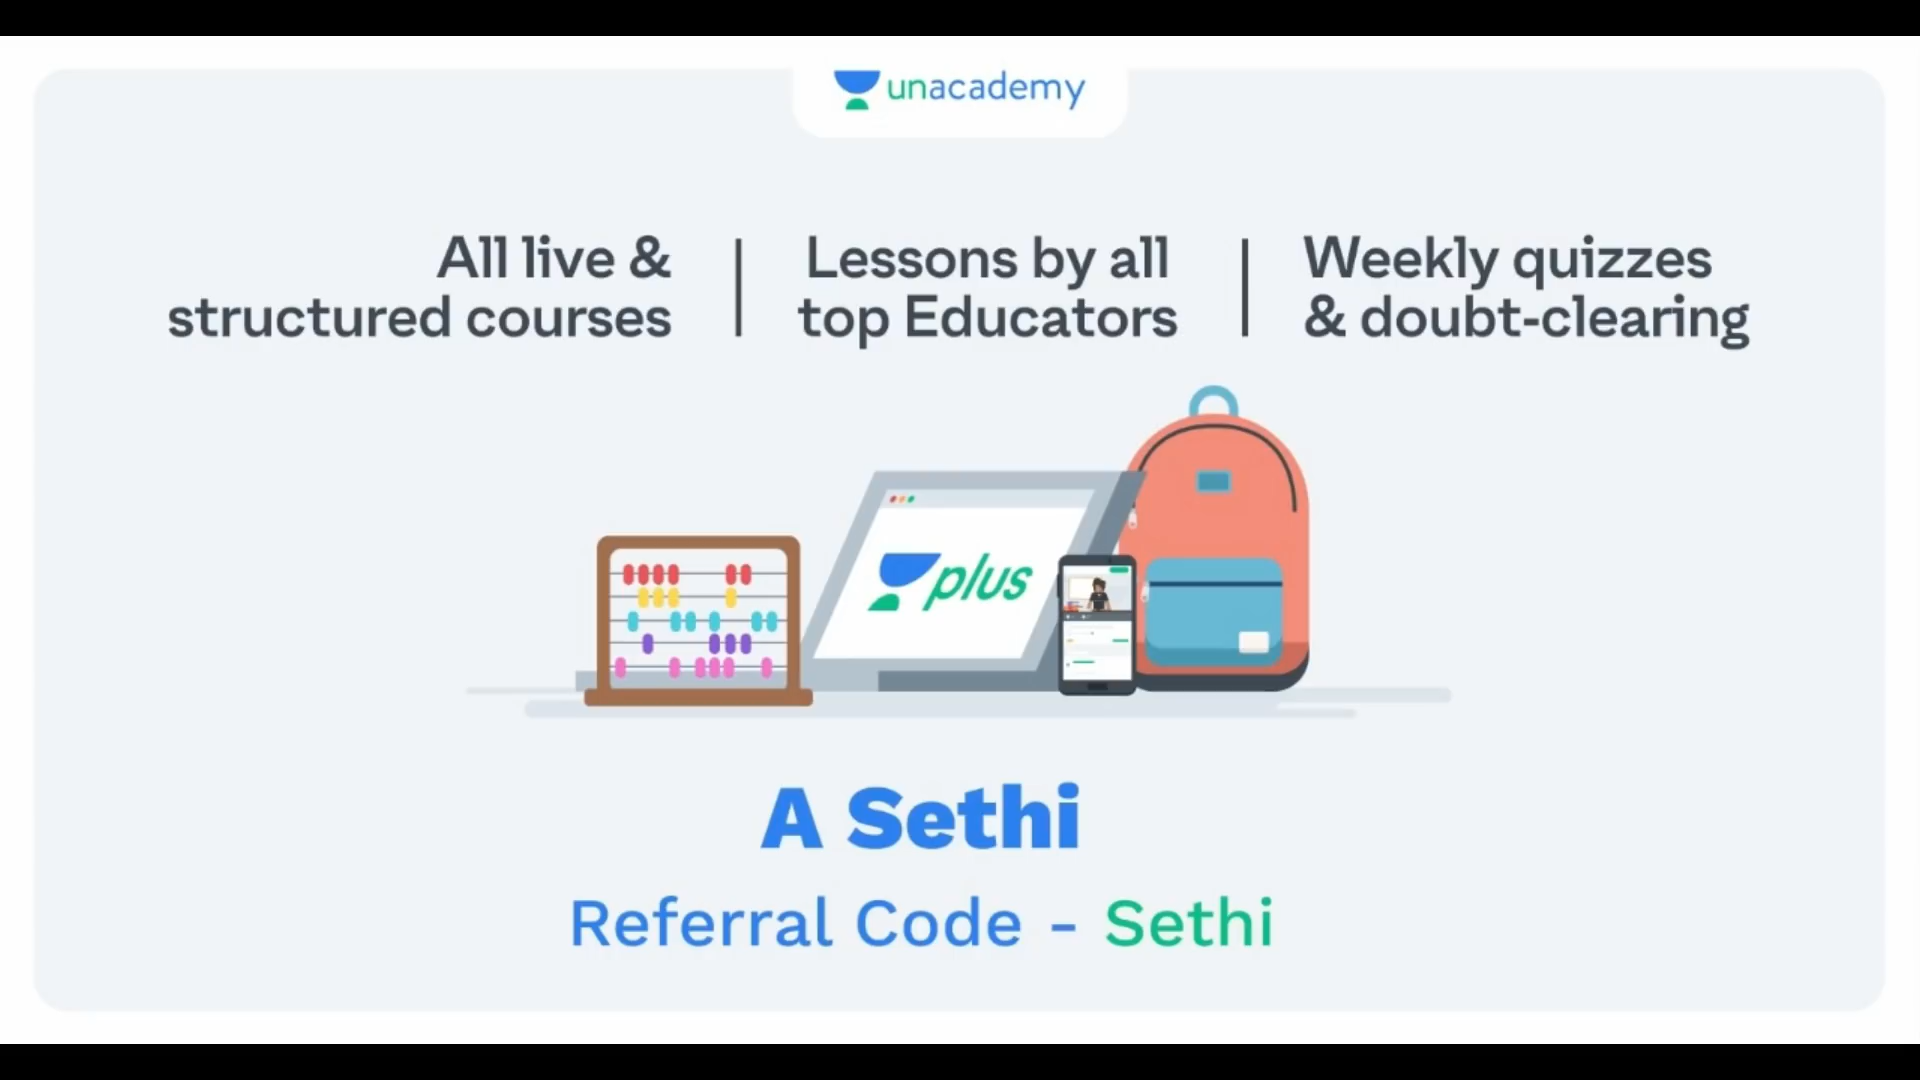 unacademy
All live &
structured courses
Lessons by all
top Educators
Weekly quizzes
& doubt-clearing
plus
A Sethi
Referral Code - Sethi